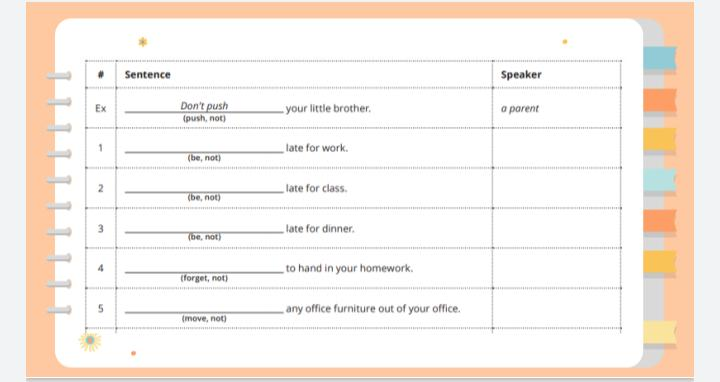 # Sentence Speaker
Ex Don't push your little brother. a parent
(push, not)
1 late for work.
(be, not)
2 late for class.
(be, not)
3 late for dinner.
(be, not)
4 to hand in your homework.
(forget, not)
5 any office furniture out of your office.
(move, not)